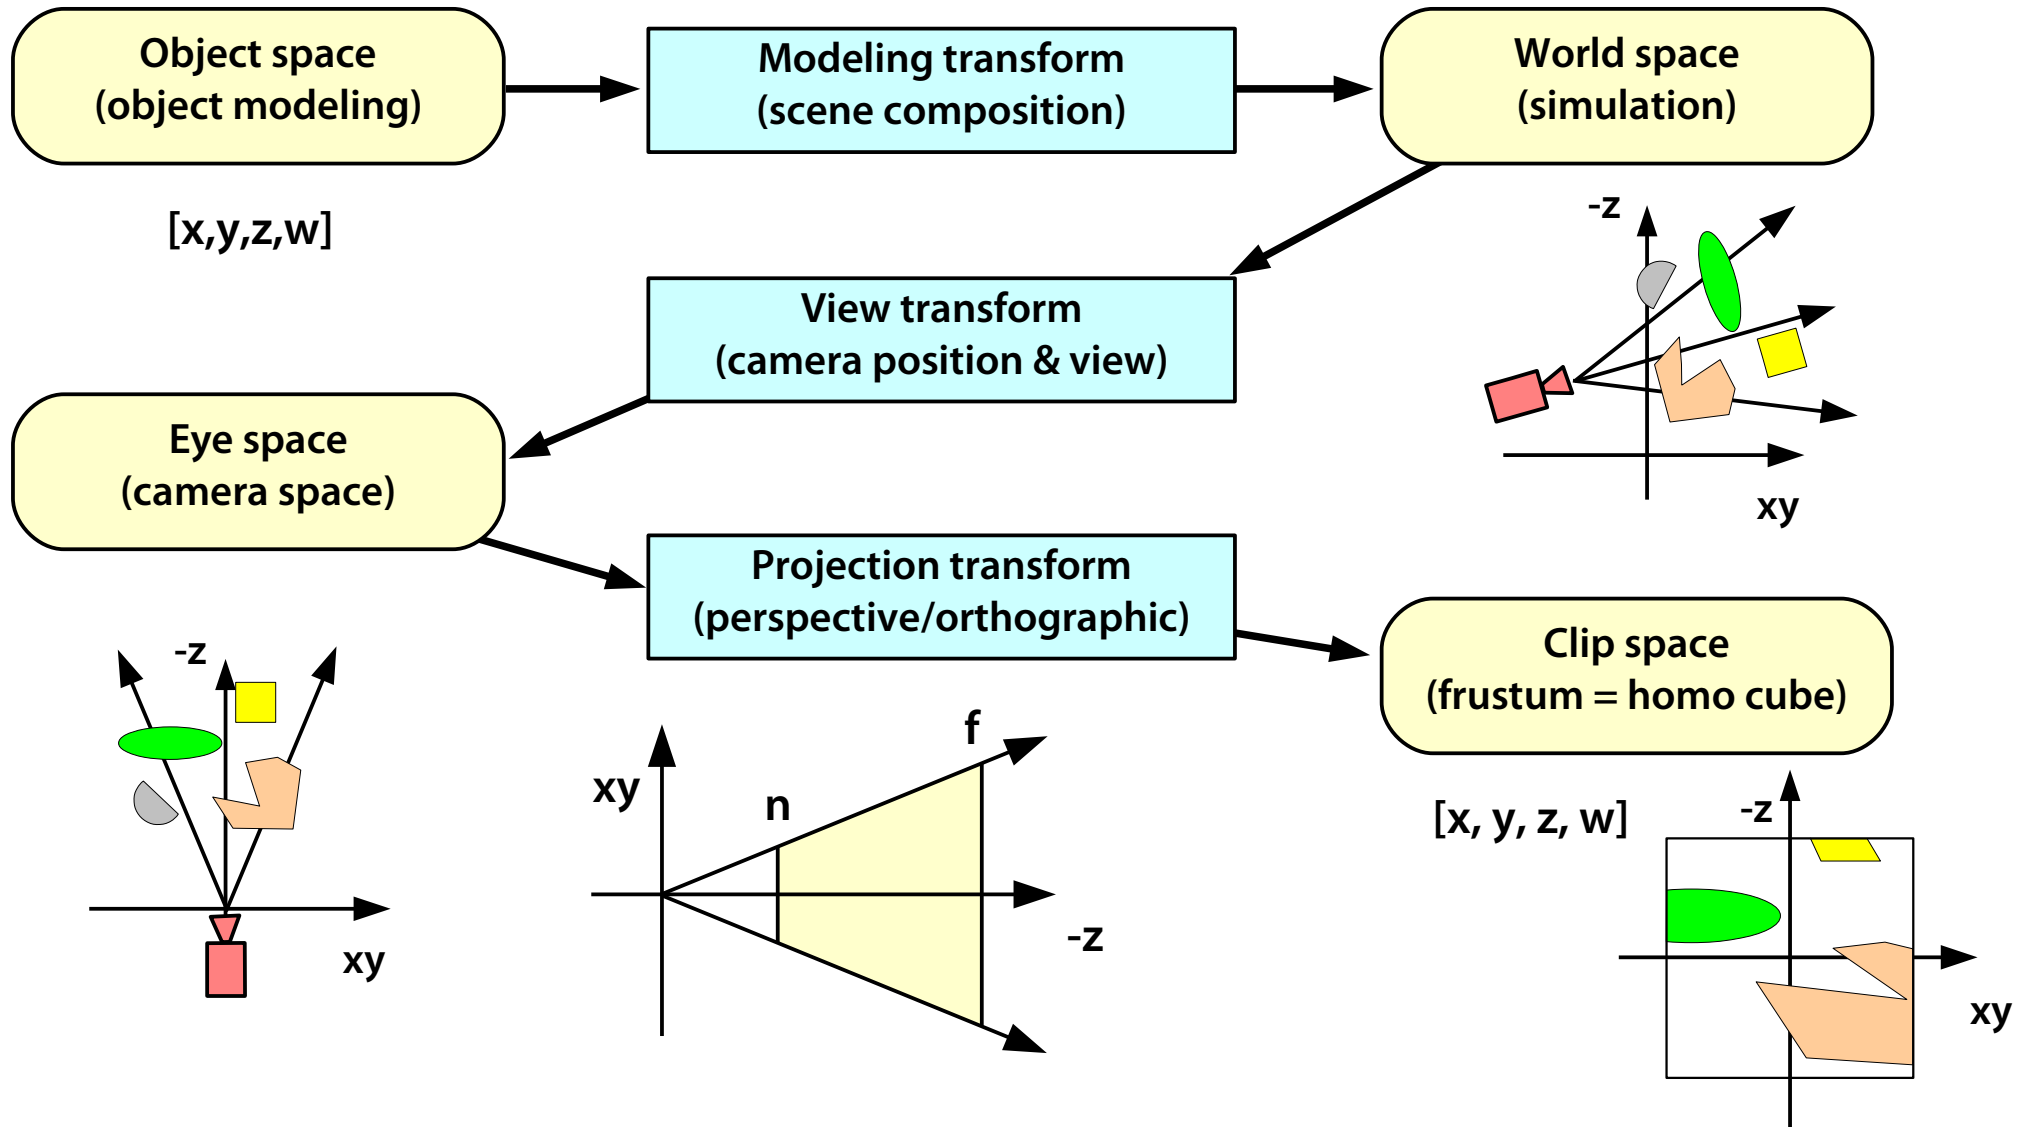 Object space
(object modeling)
Modeling transform
(scene composition)
World space
(simulation)
[x,y,z,w]
-z
xy
View transform
(camera position & view)
Eye space
(camera space)
-z
xy
Projection transform
(perspective/orthographic)
xy
n
f
-z
Clip space
(frustum = homo cube)
[x, y, z, w]
-z
xy